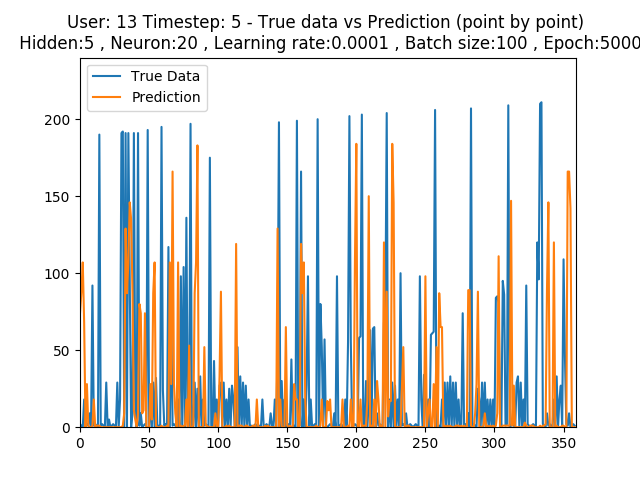 User: 13 Timestep: 5 - True data vs Prediction (point by point)
Hidden:5 , Neuron:20 , Learning rate:0.0001 , Batch size:100 , Epoch:5000
True Data
Prediction
200
150
100
50
0
0 50 100 150 200 250 300 350